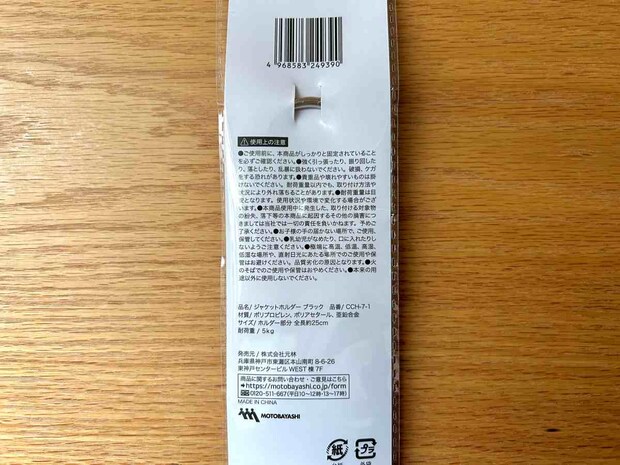 4 968583 249390
使用上の注意
●ご使用前に、本商品がしっかりと固定されていること
を必ずご確認ください。●強く引っ張ったり、振り回した
り、落としたり、乱暴に扱わないでください。破損、ケガ
をする恐れがあります。●貴重品や壊れやすいものは掛
けないでください。耐荷重量以内でも、取り付け方法や
状況により外れ落ちることがあります。●耐荷重量は目
安となります。使用状況や環境で変化する場合がござ
います。●本商品使用中に発生した、取り付ける対象物
の紛失、落下等の本商品に起因するその他の損害につ
きましては当社では一切の責任を負いかねます。予めご
了承ください。●お子様の手の届かない場所で、ご使用、
保管してください。●乳幼児がなめたり、口に入れたりし
ないようご注意ください。●極端に高温、低温、高湿、
低湿な場所や、直射日光にあたる場所でのご使用や保
管はお避けください。品質劣化の原因となります。●火
のそばでのご使用や保管はおやめください。●本来の用
途以外に使用しないでください。
品名/ジャケットホルダー ブラック 品番/CCH-7-1
材質/ポリプロピレン、ポリアセタール、亜鉛合金
サイズ/ホルダー部分 全長約25cm
耐荷重/5kg
発売元/株式会社元林
兵庫県神戸市東灘区本山南町 8-6-26
東神戸センタービル WEST 棟 7F
商品に関するお問い合わせ・ご意見はこちら
➔https://motobayashi.co.jp/form
0120-511-667(平日10〜12時・13〜17時)
MADE IN CHINA
MOTOBAYASHI
紙 プラ
台紙 外袋